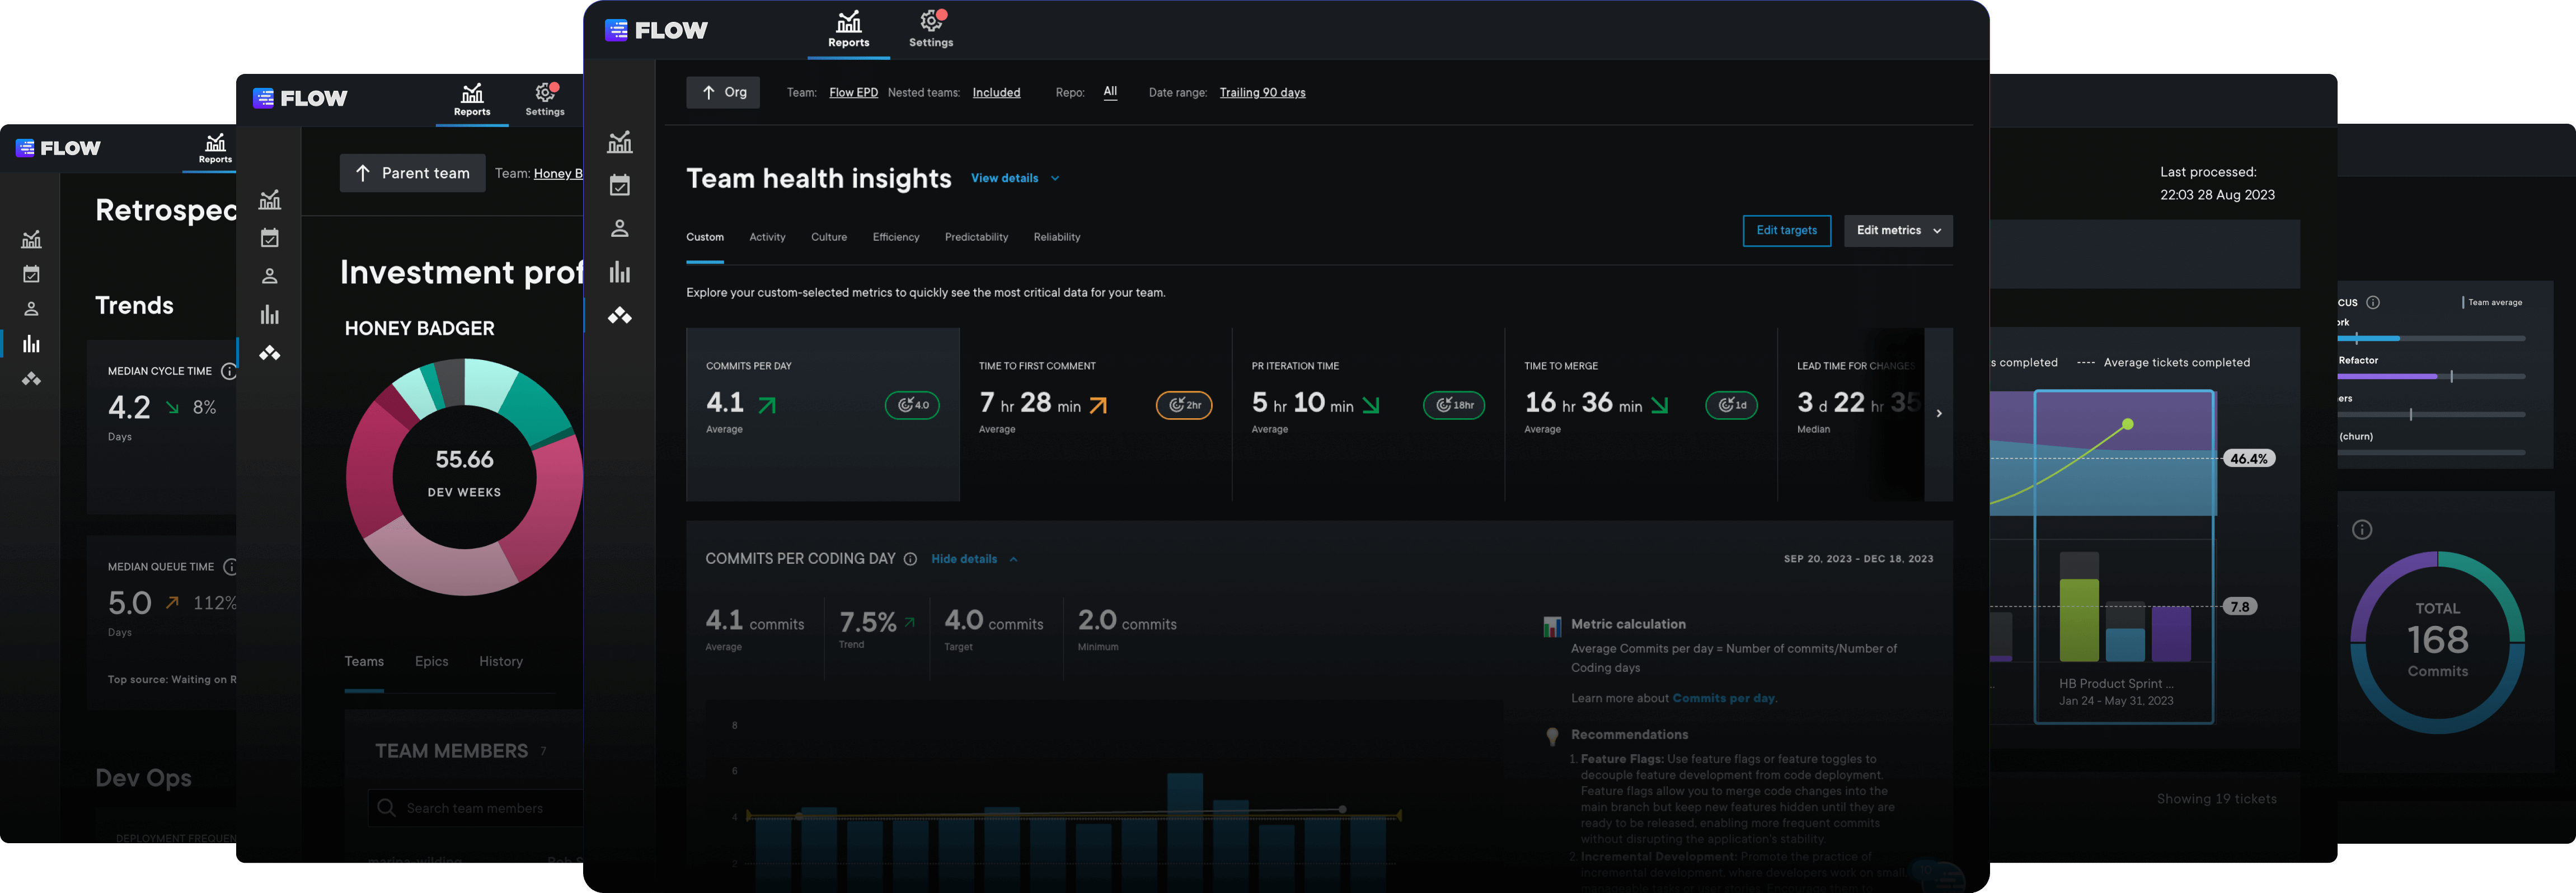 FLOW
Reports
Retrospec
Trends
MEDIAN CYCLE TIME
4.2 8%
Days
MEDIAN QUEUE TIME
5.0 112%
Days
Top source: Waiting on R
Dev Ops
DEPLOYMENT FREQUEN
FLOW
Reports
Settings
Parent team
Team: Honey B
Investment prof
HONEY BADGER
55.66
DEV WEEKS
Teams Epics History
TEAM MEMBERS 7
Search team members
FLOW
Reports
Settings
Org
Team: Flow EPD Nested teams: Included Repo: All Date range: Trailing 90 days
Team health insights View details
Custom Activity Culture Efficiency Predictability Reliability
Edit targets Edit metrics
Explore your custom-selected metrics to quickly see the most critical data for your team.
COMMITS PER DAY
4.1 4.0
Average
TIME TO FIRST COMMENT
7 hr 28 min 2hr
Average
PR ITERATION TIME
5 hr 10 min 18hr
Average
TIME TO MERGE
16 hr 36 min 1d
Average
LEAD TIME FOR CHANGES
3 d 22 hr 35
Median
COMMITS PER CODING DAY Hide details
SEP 20, 2023 - DEC 18, 2023
4.1 commits
Average
7.5%
Trend
4.0 commits
Target
2.0 commits
Minimum
8
6
4
2
Metric calculation
Average Commits per day = Number of commits/Number of
Coding days
Learn more about Commits per day.
Recommendations
1. Feature Flags: Use feature flags or feature toggles to
decouple feature development from code deployment.
Feature flags allow you to merge code changes into the
main branch but keep new features hidden until they are
ready to be released, enabling more frequent commits
without disrupting the application's stability.
2. Incremental Development: Promote the practice of
incremental development, where developers work on small,
Last processed:
22:03 28 Aug 2023
s completed ---- Average tickets completed
46.4%
7.8
HB Product Sprint ...
Jan 24 - May 31, 2023
Showing 19 tickets
CUS
Team average
ork
Refactor
ers
(churn)
TOTAL
168
Commits